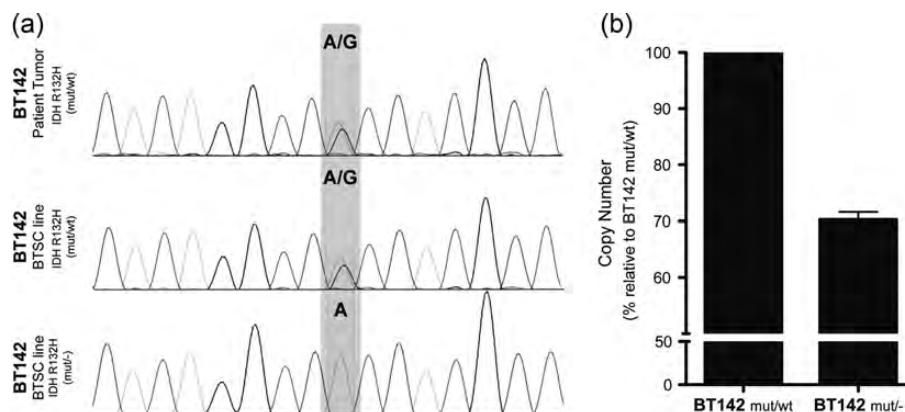 (a)
A/G
BT142
Patient Tumor
IDH R132H
(mut/wt)
A/G
BT142
BTSC line
IDH R132H
(mut/wt)
A
BT142
BTSC line
IDH R132H
(mut/-)
(b)
Copy Number
(% relative to BT142 mut/wt)
100
90
80
70
60
50
0
BT142 mut/wt
BT142 mut/-